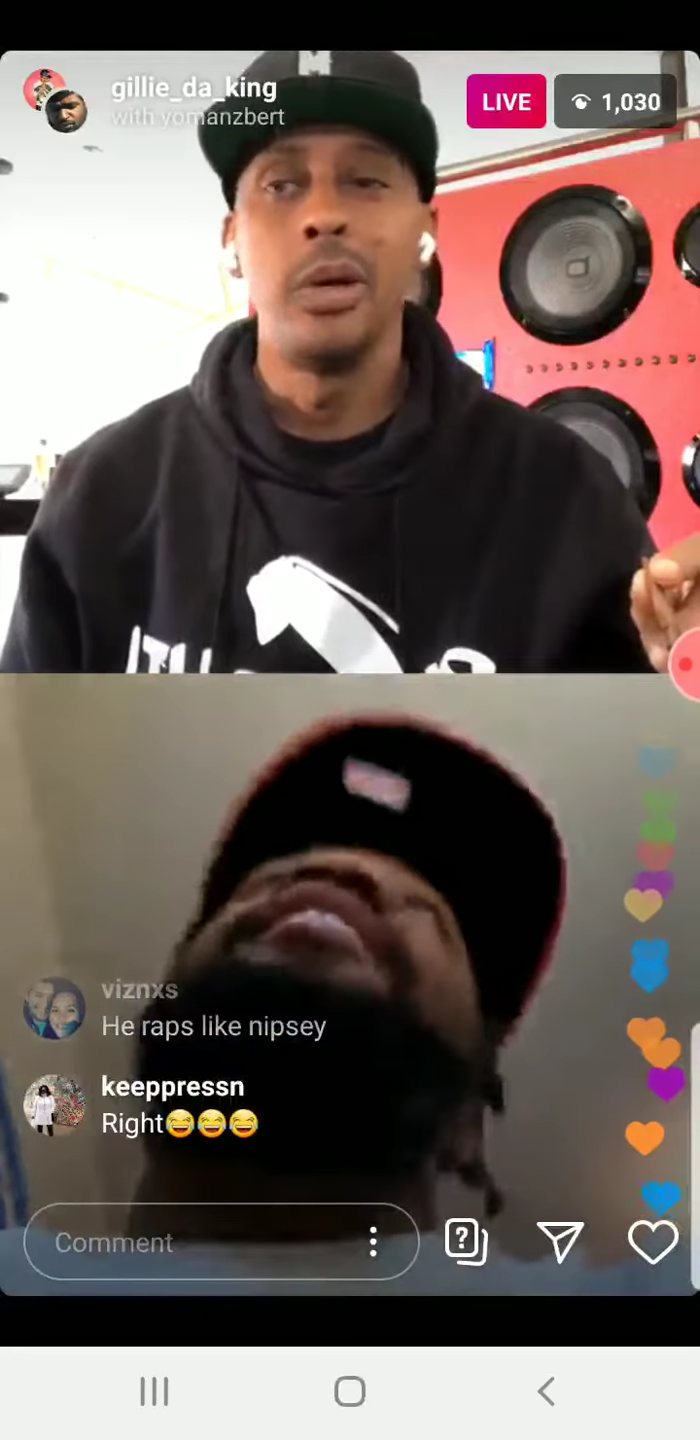 gillie_da_king
with yomanzbert
LIVE
1,030
M
viznxs
He raps like nipsey
keeppressn
Right😂😂😂
Comment